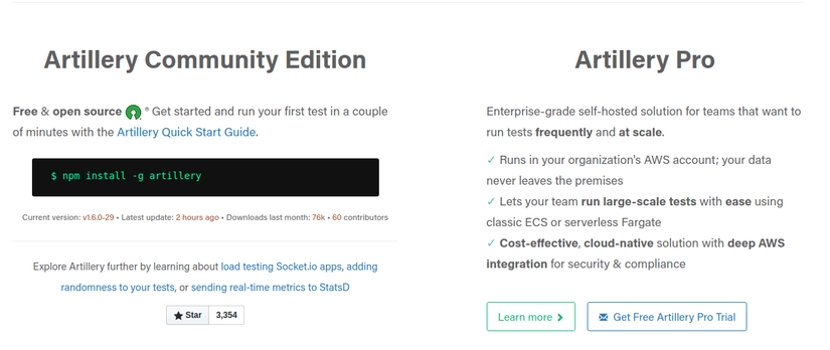 Artillery Community Edition
Free & open source ® Get started and run your first test in a couple
of minutes with the Artillery Quick Start Guide.
$ npm install -g artillery
Current version: v1.6.0-29 • Latest update: 2 hours ago • Downloads last month: 76k • 60 contributors
Explore Artillery further by learning about load testing Socket.io apps, adding
randomness to your tests, or sending real-time metrics to StatsD
Star 3,354
Artillery Pro
Enterprise-grade self-hosted solution for teams that want to
run tests frequently and at scale.
✓ Runs in your organization's AWS account; your data
never leaves the premises
✓ Lets your team run large-scale tests with ease using
classic ECS or serverless Fargate
✓ Cost-effective, cloud-native solution with deep AWS
integration for security & compliance
Learn more
Get Free Artillery Pro Trial